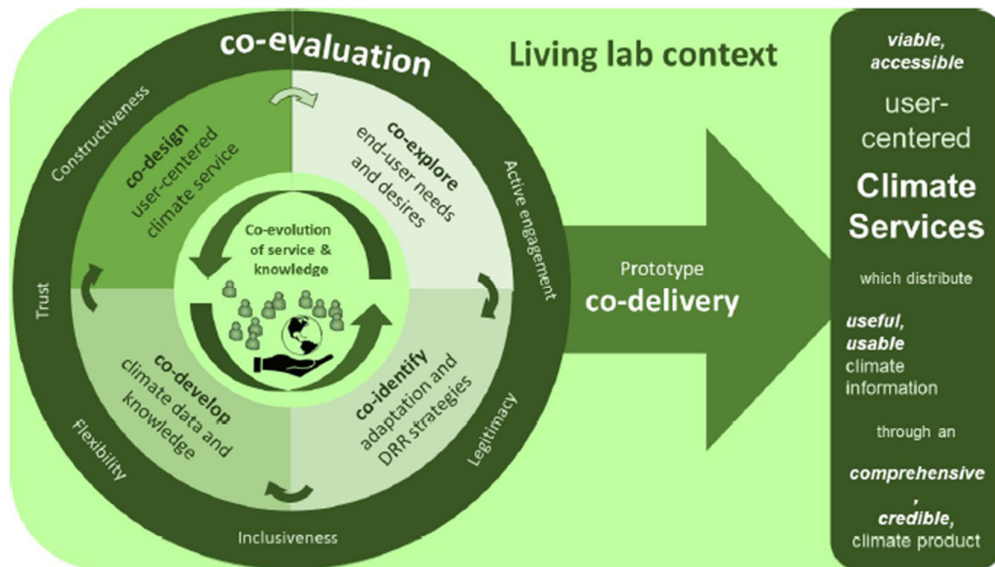 co-evaluation
Living lab context
Constructiveness
Active engagement
Legitimacy
Inclusiveness
Flexibility
Trust
co-design
user-centered
climate service
co-explore
end-user needs
and desires
co-identify
adaptation and
DRR strategies
co-develop
climate data and
knowledge
Co-evolution
of service &
knowledge
Prototype
co-delivery
viable,
accessible
user-
centered
Climate
Services
which distribute
useful,
usable
climate
information
through an
comprehensive
,
credible,
climate product